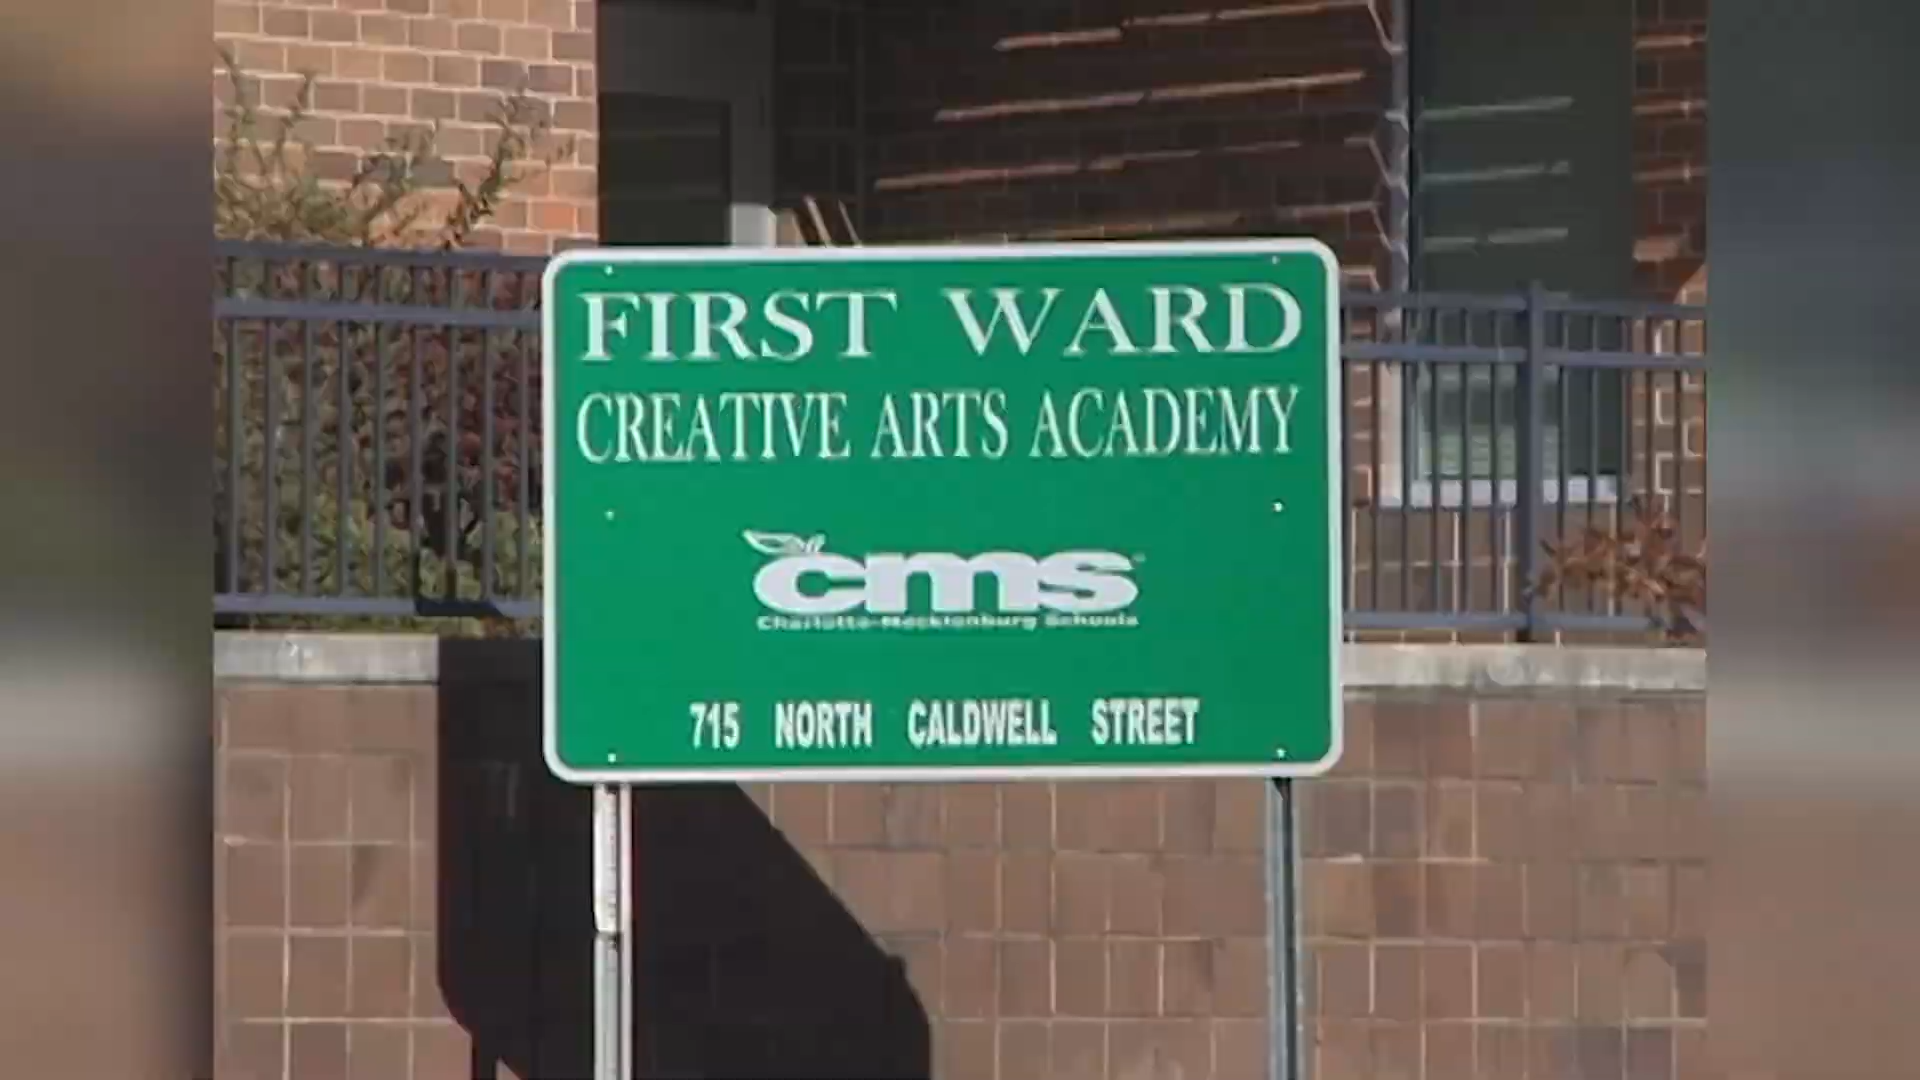 FIRST WARD
CREATIVE ARTS ACADEMY
cms
Charlotte-Mecklenburg Schools
715 NORTH CALDWELL STREET